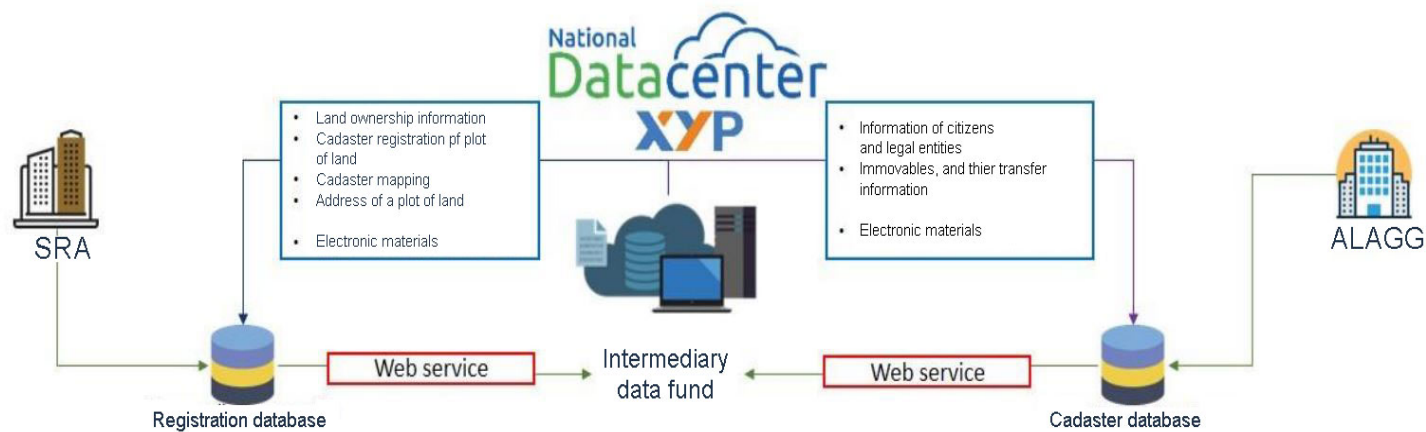 National
Datacenter
ХУР
• Land ownership information
• Cadaster registration pf plot
of land
• Cadaster mapping
• Address of a plot of land
• Electronic materials
• Information of citizens
and legal entities
• Immovables, and thier transfer
information
• Electronic materials
SRA
ALAGG
Web service
Intermediary
data fund
Web service
Registration database
Cadaster database